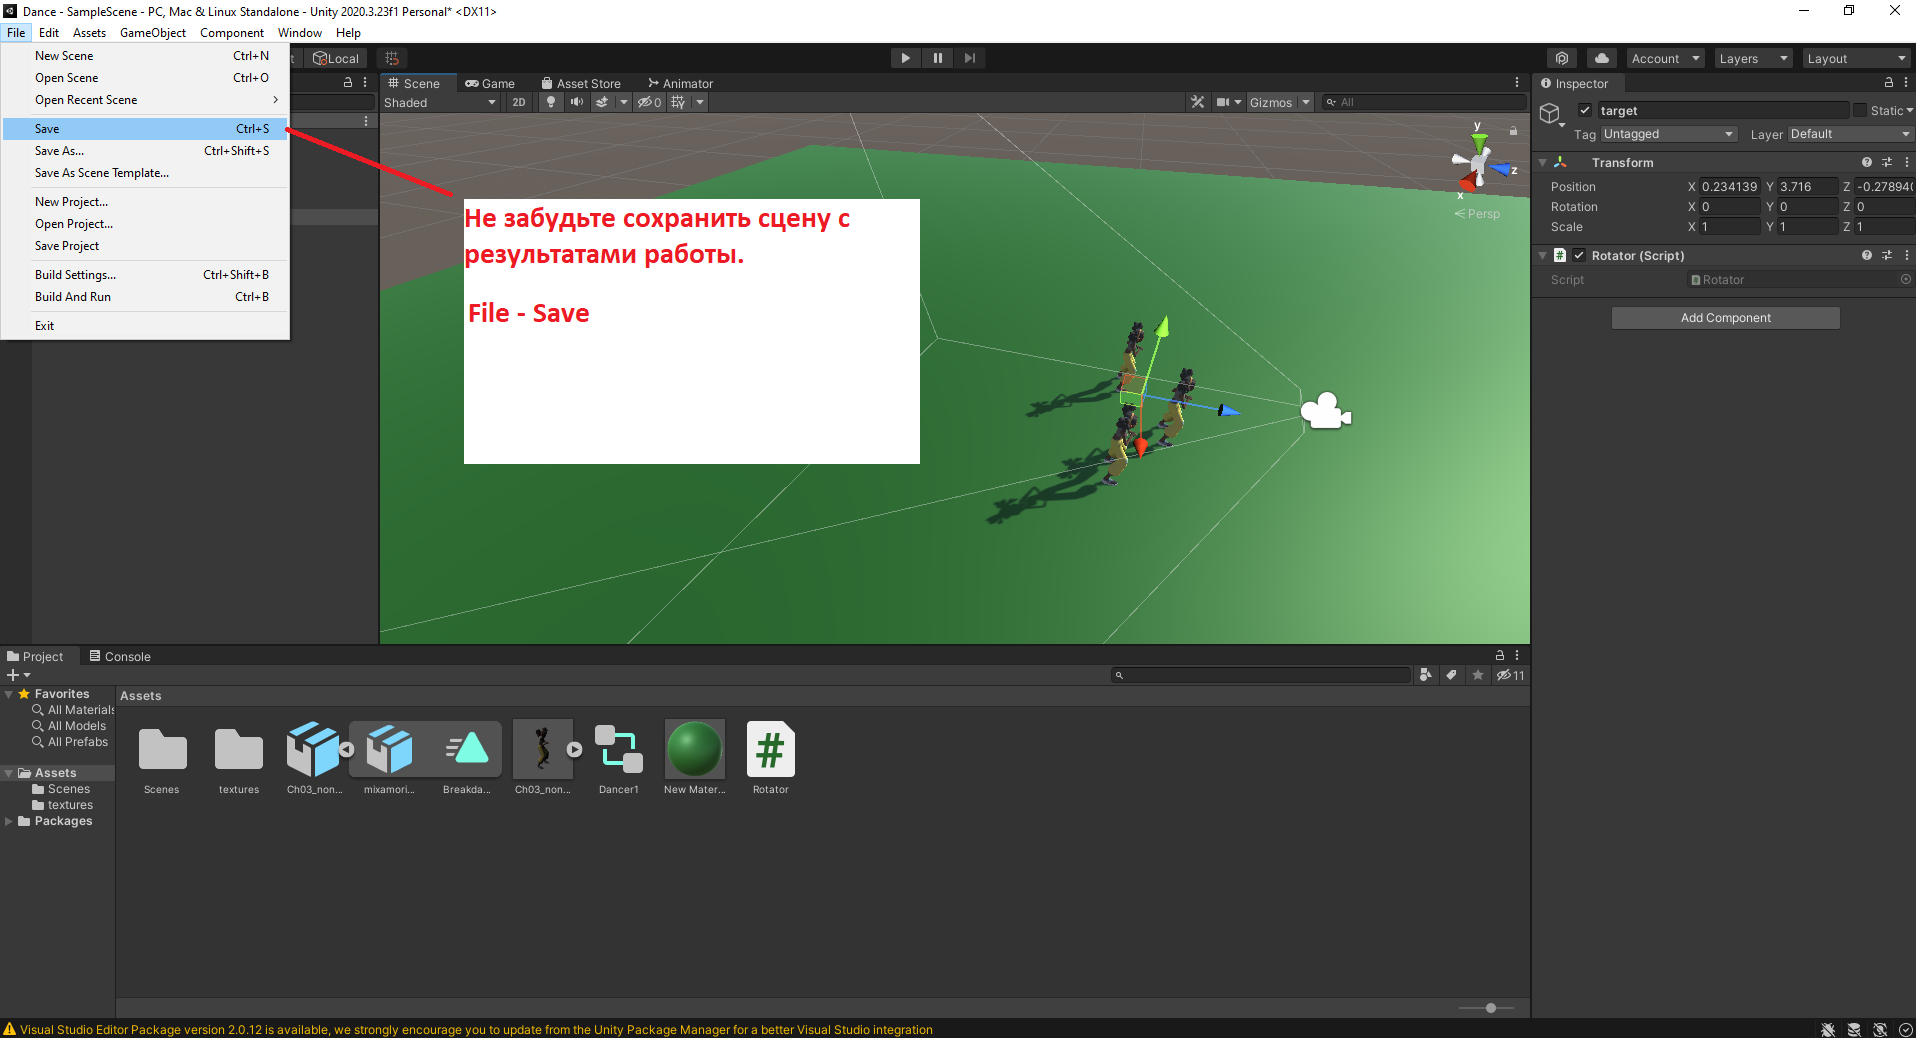 Dance - SampleScene - PC, Mac & Linux Standalone - Unity 2020.3.23f1 Personal* <DX11>
File Edit Assets GameObject Component Window Help
New Scene Ctrl+N
Open Scene Ctrl+O
Open Recent Scene
Save Ctrl+S
Save As... Ctrl+Shift+S
Save As Scene Template...
New Project...
Open Project...
Save Project
Build Settings... Ctrl+Shift+B
Build And Run Ctrl+B
Exit
Local
Account Layers Layout
Scene Game Asset Store Animator
Shaded 2D 0 Gizmos All
Не забудьте сохранить сцену с
результатами работы.
File - Save
y
z
x
Persp
Inspector
target Static
Tag Untagged Layer Default
Transform
Position X 0.234139 Y 3.716 Z -0.27894
Rotation X 0 Y 0 Z 0
Scale X 1 Y 1 Z 1
Rotator (Script)
Script Rotator
Add Component
Project Console
11
Favorites
All Materials
All Models
All Prefabs
Assets
Scenes
textures
Packages
Assets
Scenes textures Ch03_non... mixamori... Breakda... Ch03_non... Dancer1 New Mater... Rotator
Visual Studio Editor Package version 2.0.12 is available, we strongly encourage you to update from the Unity Package Manager for a better Visual Studio integration